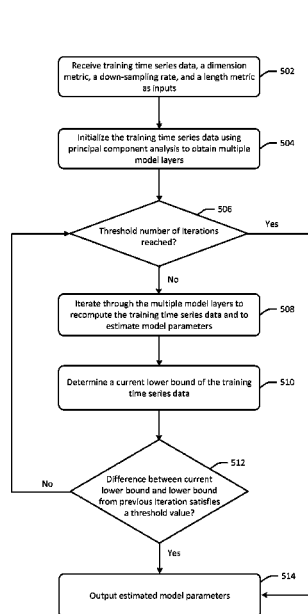 Receive training time series data, a dimension
metric, a down-sampling rate, and a length metric
as inputs
502
Initialize the training time series data using
principal component analysis to obtain multiple
model layers
504
506
Threshold number of iterations
reached?
Yes
No
Iterate through the multiple model layers to
recompute the training time series data and to
estimate model parameters
508
Determine a current lower bound of the training
time series data
510
512
Difference between current
lower bound and lower bound
from previous iteration satisfies
a threshold value?
No
Yes
Output estimated model parameters
514